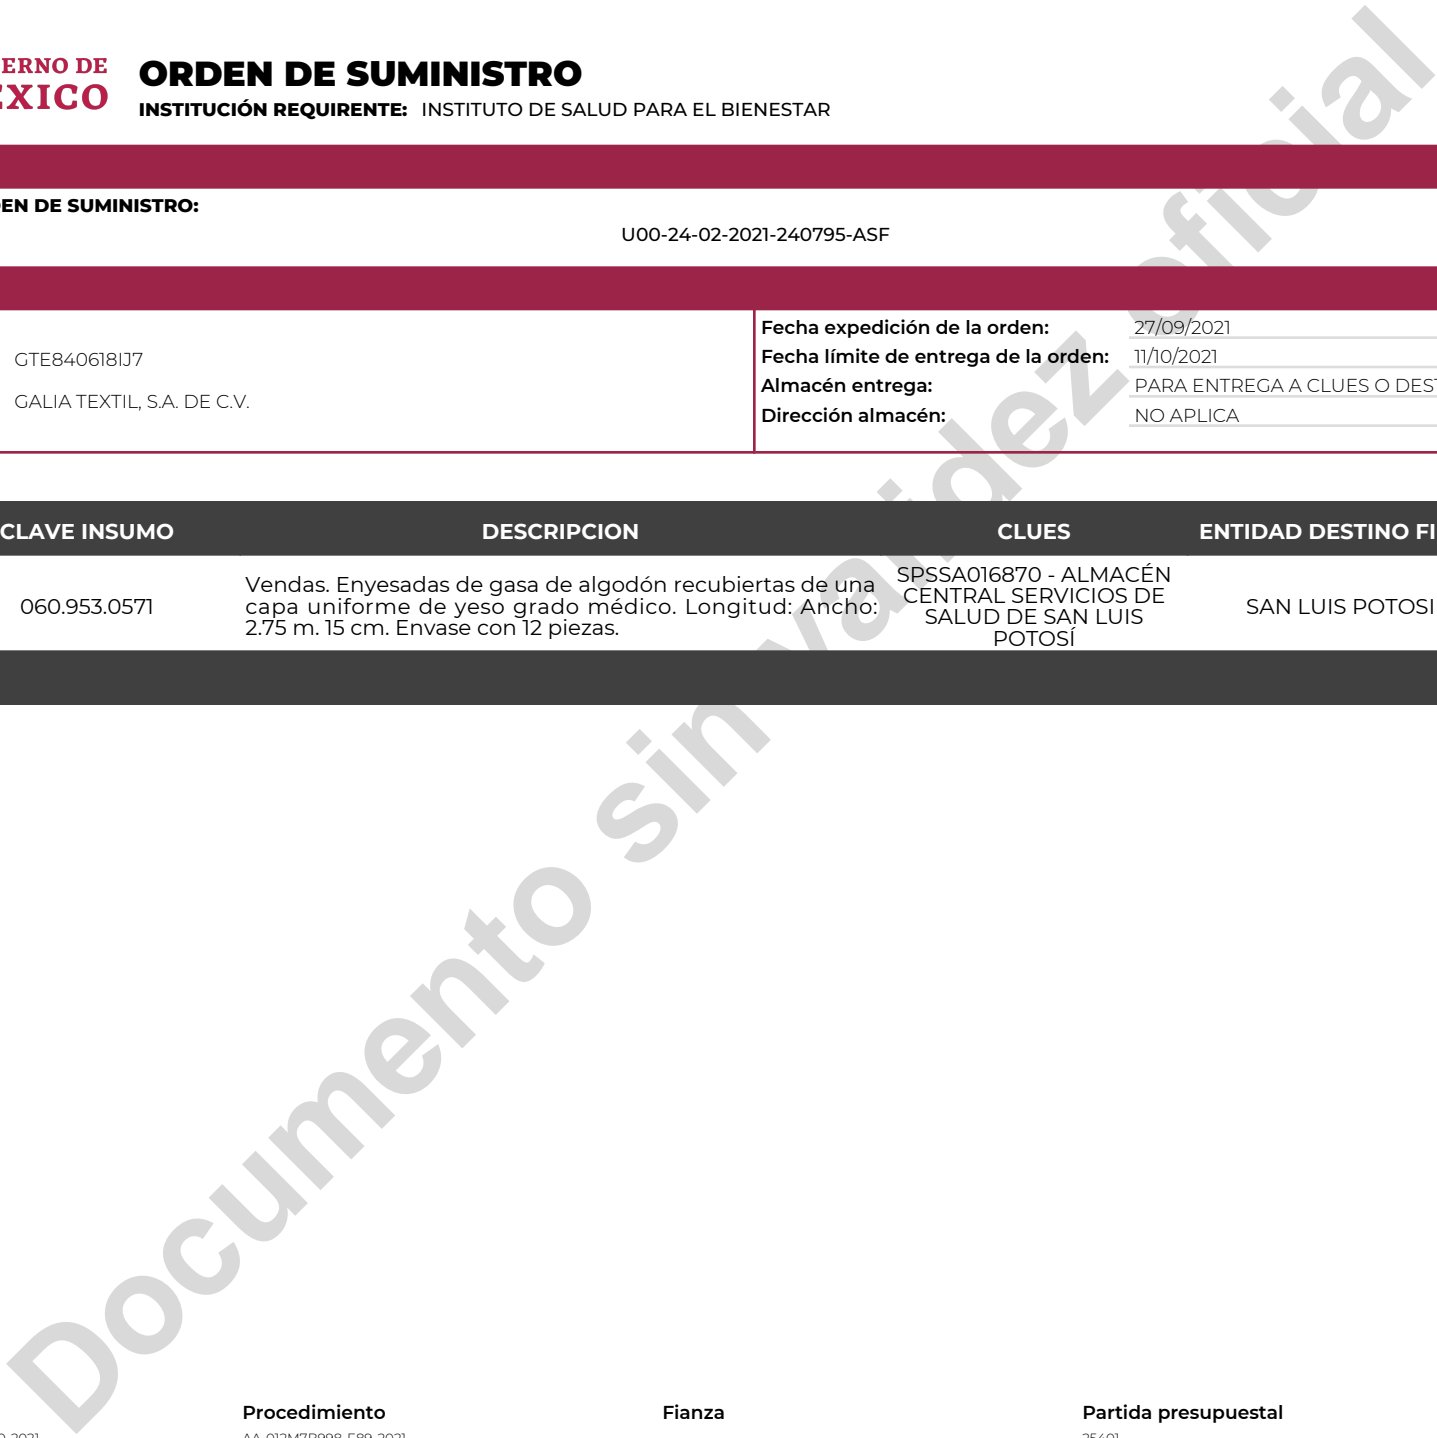 ERNO DE
ÉXICO
ORDEN DE SUMINISTRO
INSTITUCIÓN REQUIRENTE: INSTITUTO DE SALUD PARA EL BIENESTAR
EN DE SUMINISTRO:
U00-24-02-2021-240795-ASF
GTE840618IJ7
GALIA TEXTIL, S.A. DE C.V.
Fecha expedición de la orden: 27/09/2021
Fecha límite de entrega de la orden: 11/10/2021
Almacén entrega: PARA ENTREGA A CLUES O DEST
Dirección almacén: NO APLICA
CLAVE INSUMO DESCRIPCION CLUES ENTIDAD DESTINO FI
060.953.0571
Vendas. Enyesadas de gasa de algodón recubiertas de una
capa uniforme de yeso grado médico. Longitud: Ancho:
2.75 m. 15 cm. Envase con 12 piezas.
SPSSA016870 - ALMACÉN
CENTRAL SERVICIOS DE
SALUD DE SAN LUIS
POTOSÍ
SAN LUIS POTOSI
Documento sin validez oficial
Procedimiento Fianza Partida presupuestal